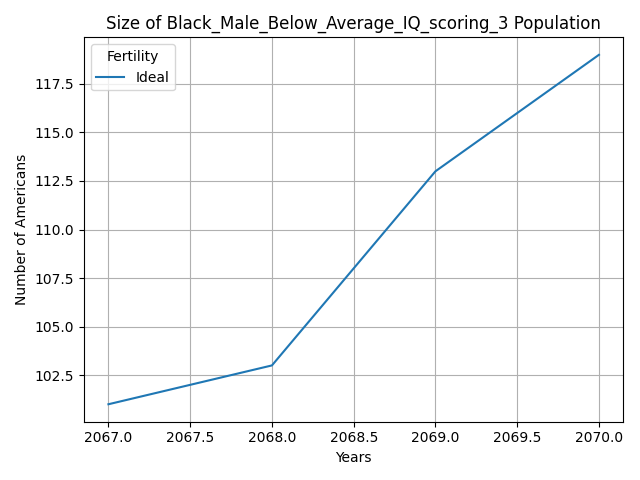 Size of Black_Male_Below_Average_IQ_scoring_3 Population
Fertility
Ideal
Number of Americans
117.5
115.0
112.5
110.0
107.5
105.0
102.5
2067.0 2067.5 2068.0 2068.5 2069.0 2069.5 2070.0
Years